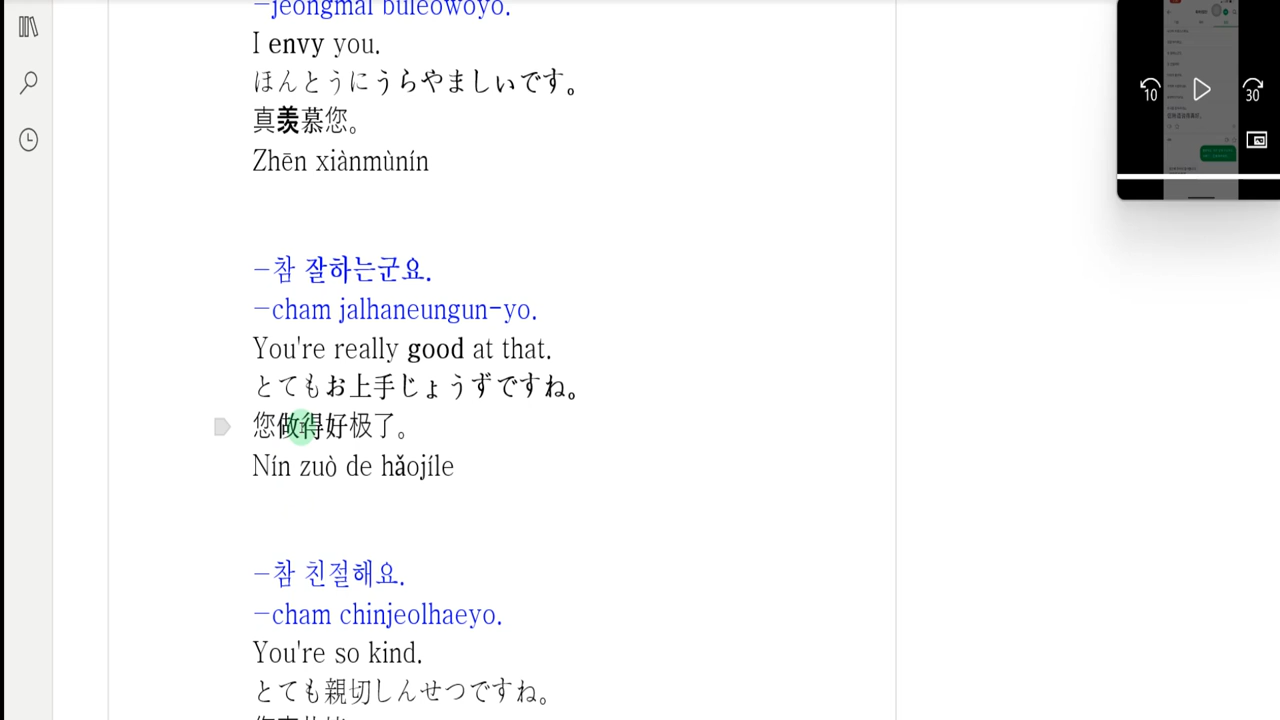 –jeongmal buleowoyo.
I envy you.
ほんとうにうらやましぃです。
真羡慕您。
Zhēn xiànmùnín
–참 잘하는군요.
–cham jalhaneungun-yo.
You're really good at that.
とてもお上手じょうずですね。
您做得好极了。
Nín zuò de hǎojíle
–참 친절해요.
–cham chinjeolhaeyo.
You're so kind.
とても親切しんせつですね。
10
30